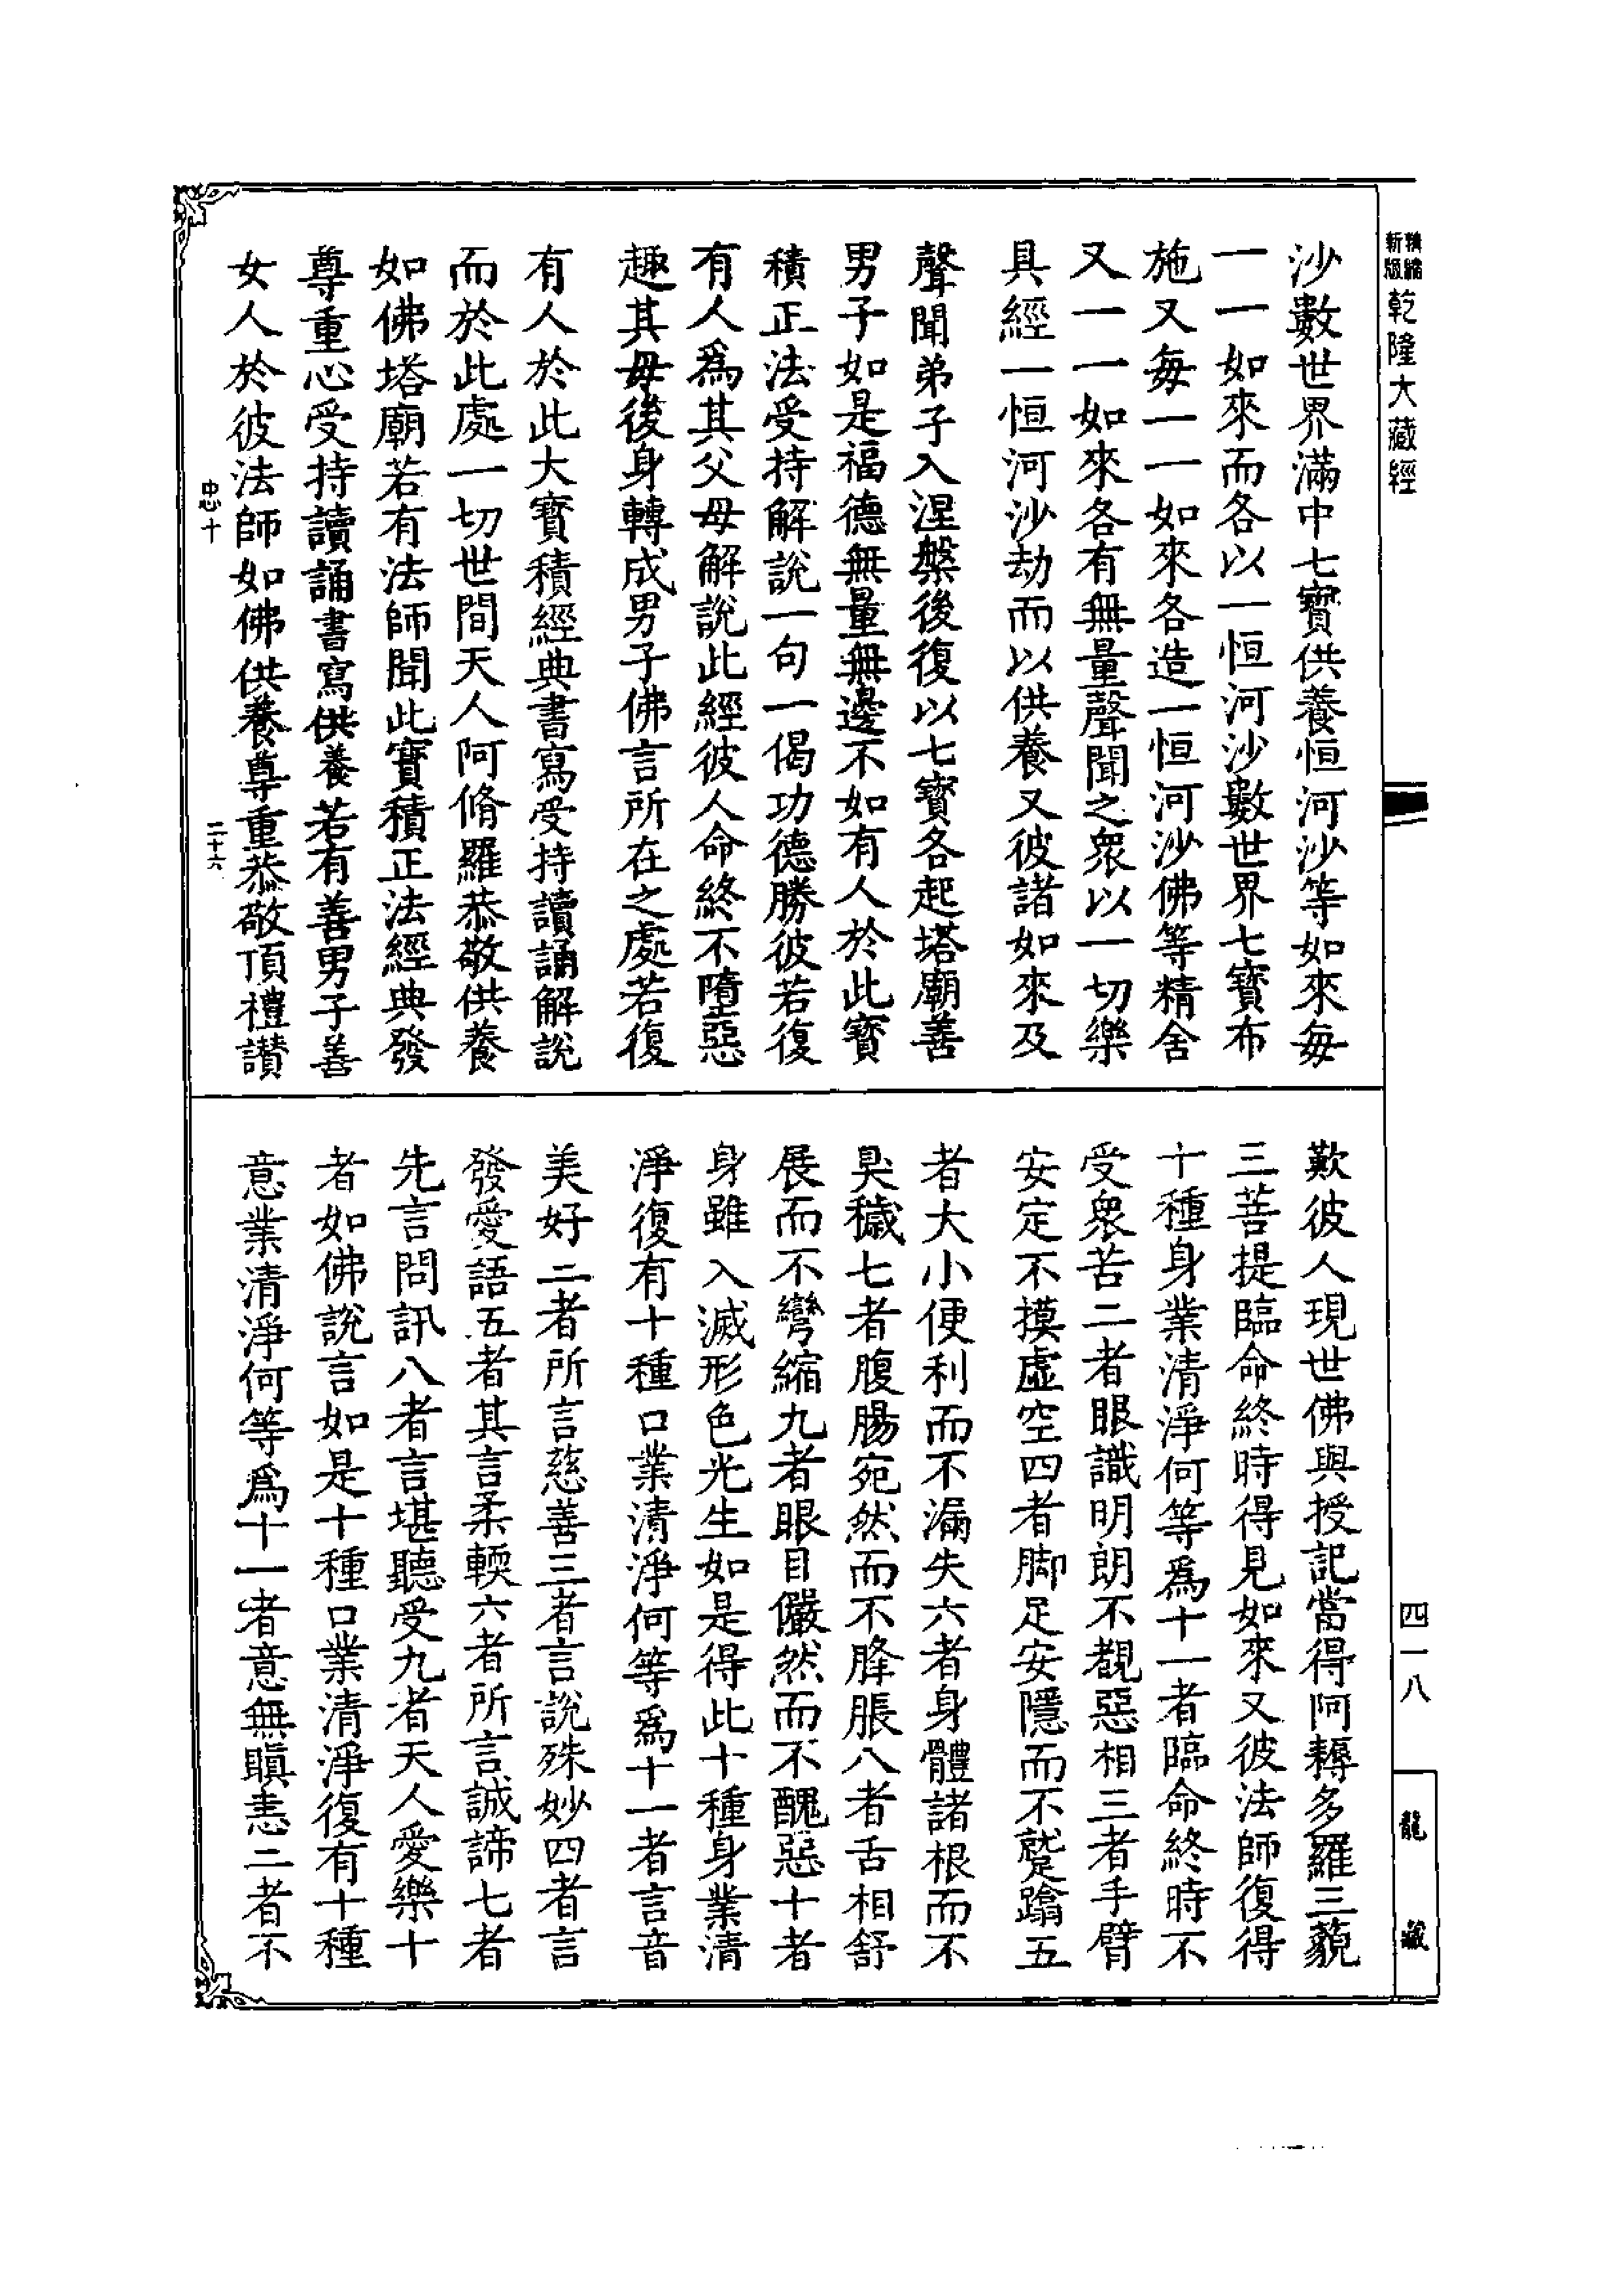 精縮新版乾隆大藏經
沙數世界滿中七寶供養恒河沙等如來每
一一如來而各以一恒河沙數世界七寶布
施又每一一如來各造一恒河沙佛等精舍
又一一如來各有無量聲聞之衆以一切樂
具經一恒河沙劫而以供養又彼諸如來及
聲聞弟子入涅槃後復以七寶各起塔廟善
男子如是福德無量無邊不如有人於此寶
積正法受持解說一句一偈功德勝彼若復
有人爲其父母解說此經彼人命終不墮惡
趣其母後身轉成男子佛言所在之處若復
有人於此大寶積經典書寫受持讀誦解說
而於此處一切世間天人阿脩羅恭敬供養
如佛塔廟若有法師聞此寶積正法經典發
尊重心受持讀誦書寫供養若有善男子善
女人於彼法師如佛供養尊重恭敬頂禮讃
忠十
二十六
歎彼人現世佛與授記當得阿耨多羅三藐
三菩提臨命終時得見如來又彼法師復得
十種身業清淨何等爲十一者臨命終時不
受衆苦二者眼識明朗不覩惡相三者手臂
安定不摸虛空四者脚足安隱而不蹔蹹五
者大小便利而不漏失六者身體諸根而不
臭穢七者腹腸宛然而不胮脹八者舌相舒
展而不彎縮九者眼目儼然而不醜惡十者
身雖入滅形色光生如是得此十種身業清
淨復有十種口業清淨何等爲十一者言音
美好二者所言慈善三者言說殊妙四者言
發愛語五者其言柔輭六者所言誠諦七者
先言問訊八者言堪聽受九者天人愛樂十
者如佛說言如是十種口業清淨復有十種
意業清淨何等爲十一者意無瞋恚二者不
四一八
龍藏